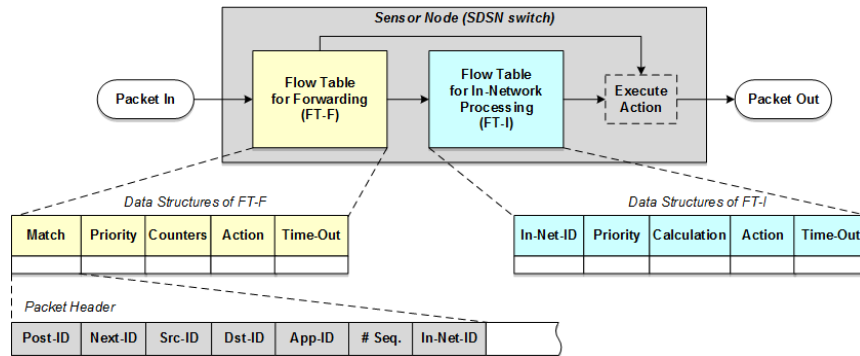 Sensor Node (SDSN switch)
Packet In
Flow Table
for Forwarding
(FT-F)
Flow Table
for In-Network
Processing
(FT-I)
Execute
Action
Packet Out
Data Structures of FT-F
Match Priority Counters Action Time-Out
Data Structures of FT-I
In-Net-ID Priority Calculation Action Time-Out
Packet Header
Post-ID Next-ID Src-ID Dst-ID App-ID # Seq. In-Net-ID